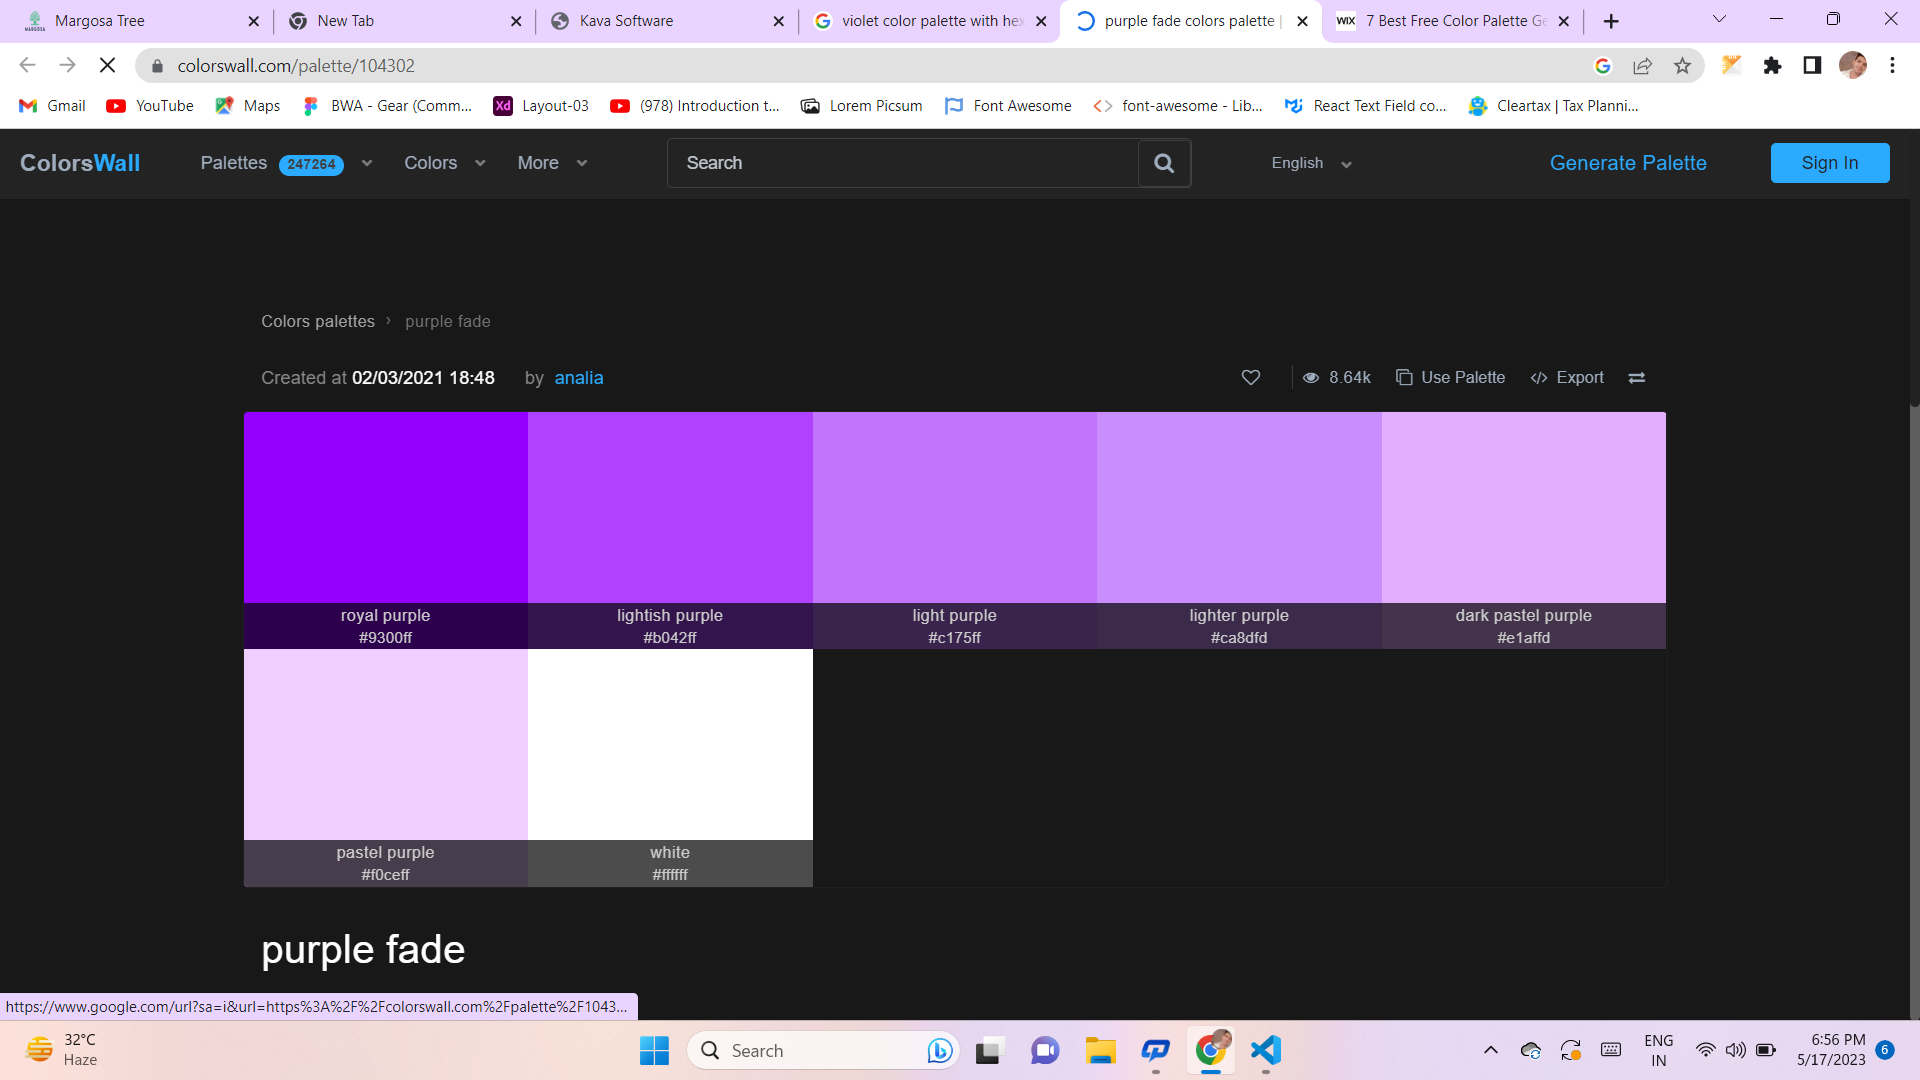 Margosa Tree
New Tab
Kava Software
violet color palette with hex
purple fade colors palette |
WIX 7 Best Free Color Palette Ge
colorswall.com/palette/104302
Gmail
YouTube
Maps
BWA - Gear (Comm...
Xd Layout-03
(978) Introduction t...
Lorem Picsum
Font Awesome
font-awesome - Lib...
React Text Field co...
Cleartax | Tax Planni...
ColorsWall
Palettes 247264
Colors
More
Search
English
Generate Palette
Sign In
Colors palettes › purple fade
Created at 02/03/2021 18:48 by analia
8.64k
Use Palette
Export
royal purple
#9300ff
lightish purple
#b042ff
light purple
#c175ff
lighter purple
#ca8dfd
dark pastel purple
#e1affd
pastel purple
#f0ceff
white
#ffffff
purple fade
https://www.google.com/url?sa=i&url=https%3A%2F%2Fcolorswall.com%2Fpalette%2F1043...
32°C
Haze
Search
ENG
IN
6:56 PM
5/17/2023
6